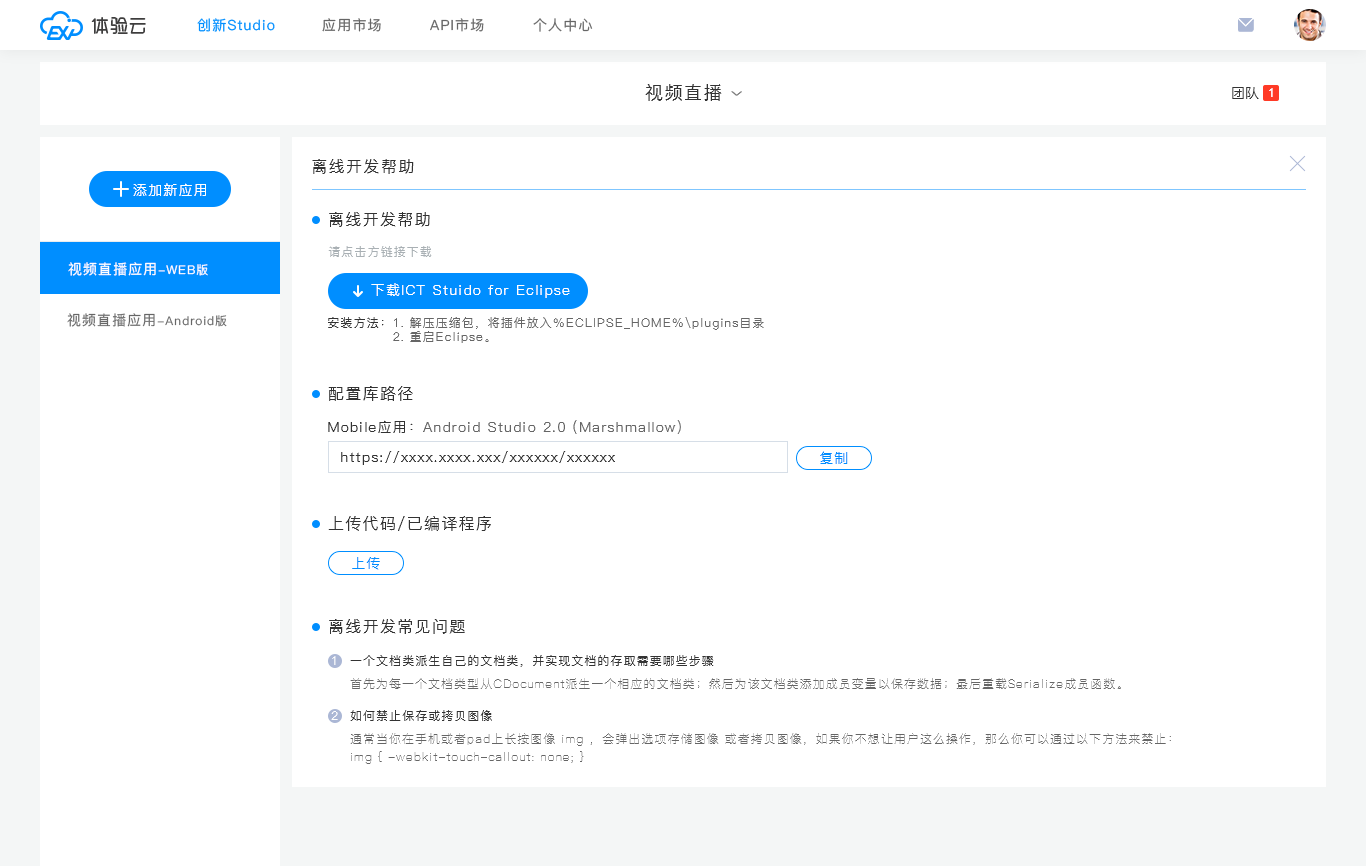 EXP 体验云 创新Studio 应用市场 API市场 个人中心
视频直播
团队 1
添加新应用
视频直播应用-WEB版
视频直播应用-Android版
离线开发帮助
离线开发帮助
请点击方链接下载
下载ICT Stuido for Eclipse
安装方法：1. 解压压缩包，将插件放入%ECLIPSE_HOME%\plugins目录
2. 重启Eclipse。
配置库路径
Mobile应用：Android Studio 2.0 (Marshmallow)
https://xxxx.xxxx.xxx/xxxxxx/xxxxxx 复制
上传代码/已编译程序
上传
离线开发常见问题
1 一个文档类派生自己的文档类，并实现文档的存取需要哪些步骤
首先为每一个文档类型从CDocument派生一个相应的文档类；然后为该文档类添加成员变量以保存数据；最后重载Serialize成员函数。
2 如何禁止保存或拷贝图像
通常当你在手机或者pad上长按图像 img ，会弹出选项存储图像 或者拷贝图像，如果你不想让用户这么操作，那么你可以通过以下方法来禁止：
img { -webkit-touch-callout: none; }